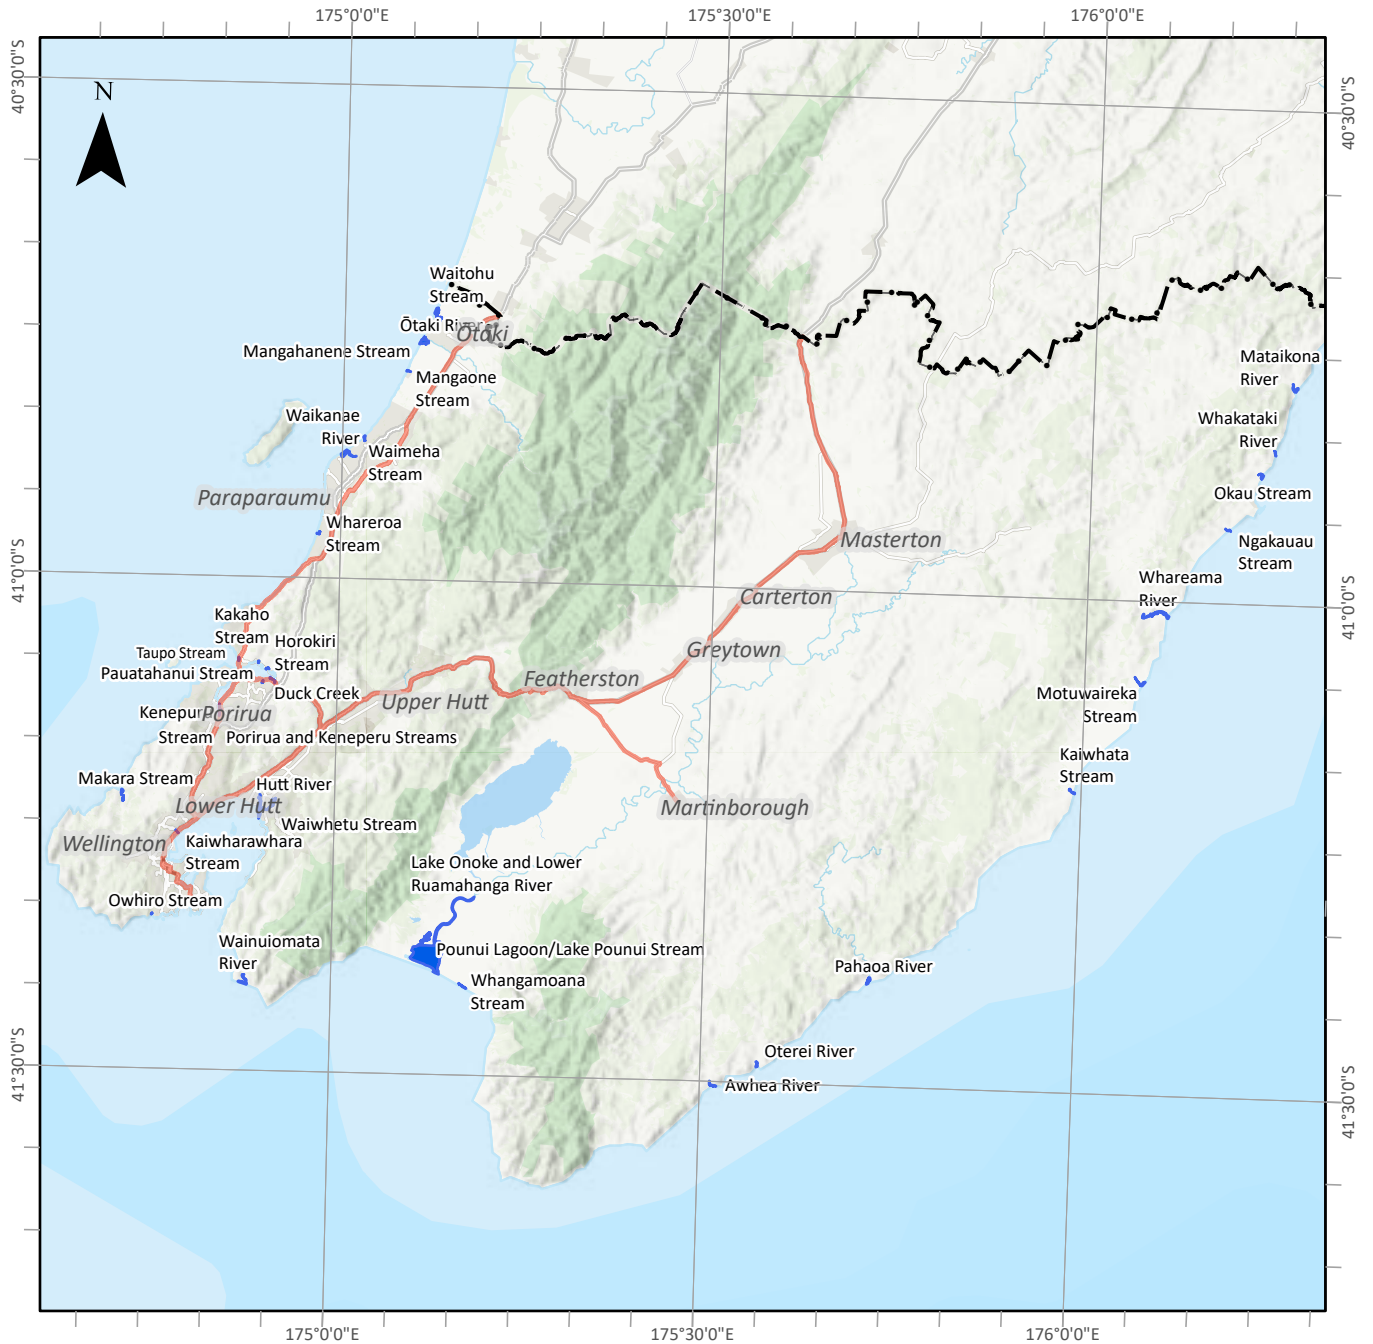 175°0'0"E
175°30'0"E
176°0'0"E
40°30'0"S
40°30'0"S
N
Waitohu
Stream
Ōtaki River
Otaki
Mangahanene Stream
Mangaone
Stream
Mataikona
River
Waikanae
River
Whakataki
River
Waimeha
Stream
Paraparaumu
Okau Stream
Whareroa
Stream
Masterton
Ngakauau
Stream
41°0'0"S
41°0'0"S
Whareama
River
Carterton
Kakaho
Stream
Horokiri
Stream
Taupo Stream
Greytown
Pauatahanui Stream
Featherston
Duck Creek
Upper Hutt
Motuwaireka
Stream
Kenepuru
Stream
Porirua
Porirua and Keneperu Streams
Kaiwhata
Stream
Makara Stream
Hutt River
Lower Hutt
Martinborough
Waiwhetu Stream
Wellington
Kaiwharawhara
Stream
Lake Onoke and Lower
Ruamahanga River
Owhiro Stream
Wainuiomata
River
Pounui Lagoon/Lake Pounui Stream
Pahaoa River
Whangamoana
Stream
Oterei River
Awhea River
41°30'0"S
41°30'0"S
175°0'0"E
175°30'0"E
176°0'0"E